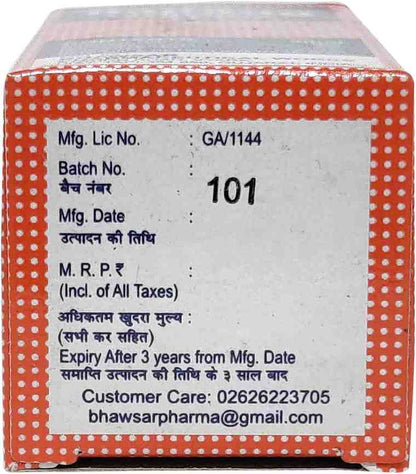 Mfg. Lic No. : GA/1144
Batch No. :
बैच नंबर 101
Mfg. Date :
उत्पादन की तिथि
M. R. P. ₹ :
(Incl. of All Taxes)
अधिकतम खुदरा मुल्य :
(सभी कर सहित)
Expiry After 3 years from Mfg. Date
समाप्ति उत्पादन की तिथि के ३ साल बाद
Customer Care: 02626223705
bhawsarpharma@gmail.com